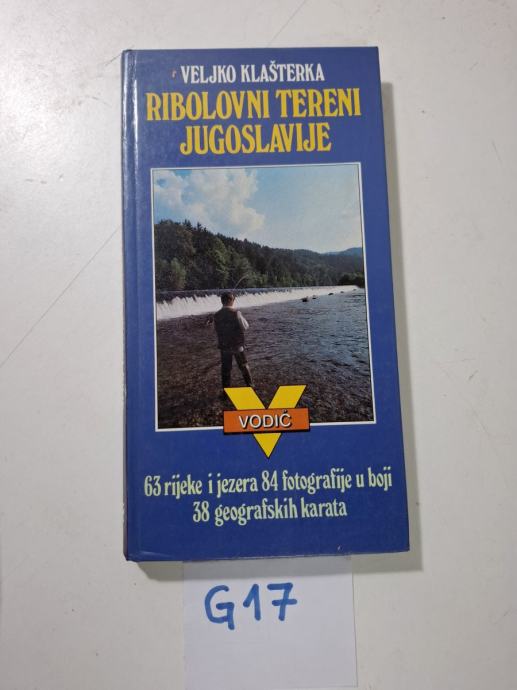 VELJKO KLAŠTERKA
RIBOLOVNI TERENI
JUGOSLAVIJE
VODIČ
63 rijeke i jezera 84 fotografije u boji
38 geografskih karata
G17